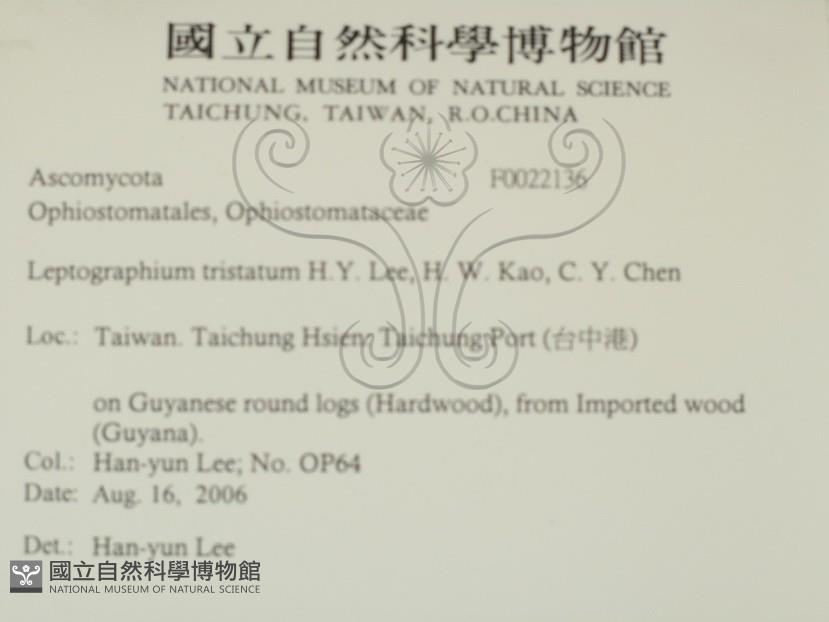 國立自然科學博物館
NATIONAL MUSEUM OF NATURAL SCIENCE
TAICHUNG, TAIWAN, R.O.CHINA
Ascomycota F0022136
Ophiostomatales, Ophiostomataceae
Leptographium tristatum H.Y. Lee, H. W. Kao, C. Y. Chen
Loc.: Taiwan. Taichung Hsien, Taichung Port (台中港)
on Guyanese round logs (Hardwood), from Imported wood
(Guyana).
Col.: Han-yun Lee; No. OP64
Date: Aug. 16, 2006
Det.: Han-yun Lee
國立自然科學博物館
NATIONAL MUSEUM OF NATURAL SCIENCE